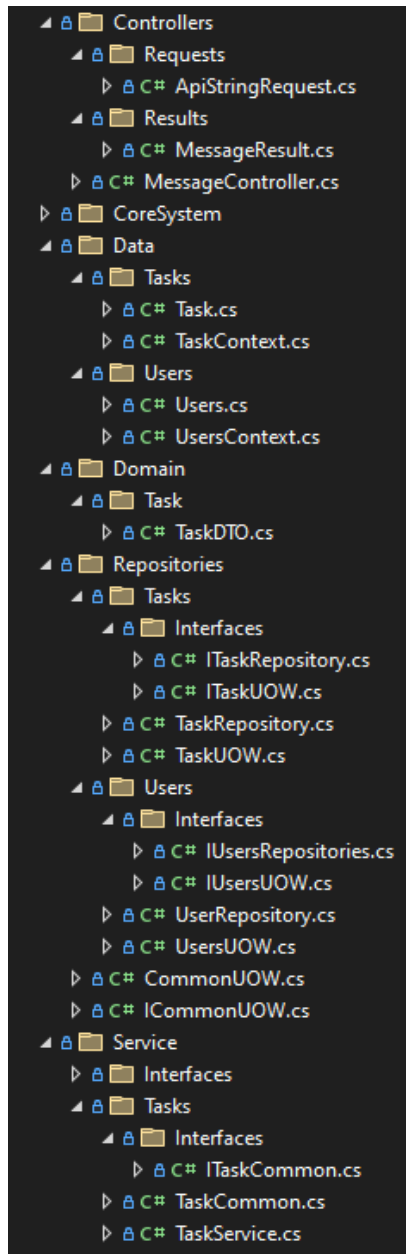 Controllers
Requests
C# ApiStringRequest.cs
Results
C# MessageResult.cs
C# MessageController.cs
CoreSystem
Data
Tasks
C# Task.cs
C# TaskContext.cs
Users
C# Users.cs
C# UsersContext.cs
Domain
Task
C# TaskDTO.cs
Repositories
Tasks
Interfaces
C# ITaskRepository.cs
C# ITaskUOW.cs
C# TaskRepository.cs
C# TaskUOW.cs
Users
Interfaces
C# IUsersRepositories.cs
C# IUsersUOW.cs
C# UserRepository.cs
C# UsersUOW.cs
C# CommonUOW.cs
C# ICommonUOW.cs
Service
Interfaces
Tasks
Interfaces
C# ITaskCommon.cs
C# TaskCommon.cs
C# TaskService.cs